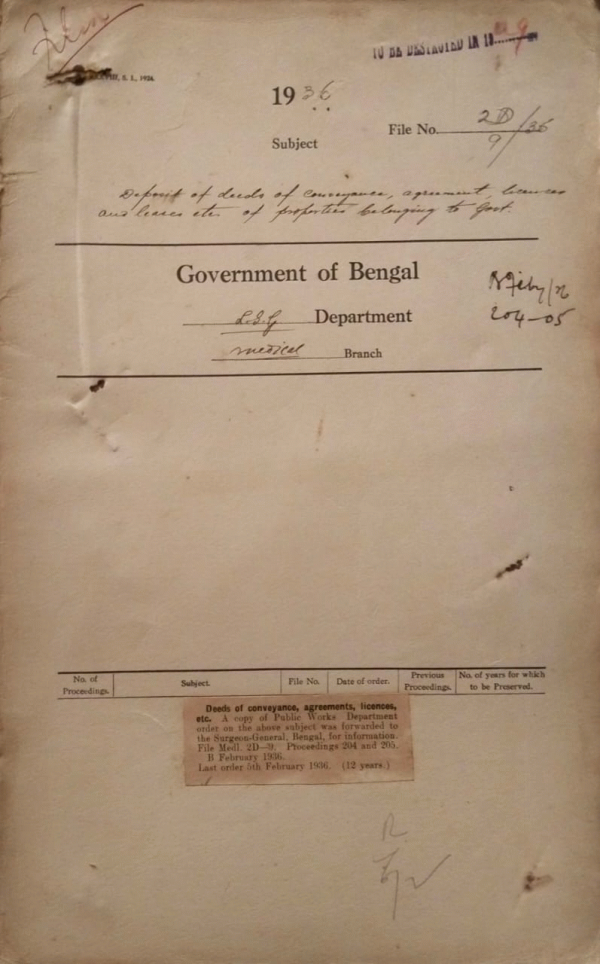 TO BE DESTROYED IN 19
1936
File No. 2D/9/36
Subject
Deposit of deeds of conveyance, agreement, licences
and leases etc. of properties belonging to Govt.
Government of Bengal
L.S.G Department
B Feby/36
204-05
Medical Branch
No. of Proceedings.
Subject.
File No.
Date of order.
Previous Proceedings.
No. of years for which to be Preserved.
Deeds of conveyance, agreements, licences,
etc. A copy of Public Works Department
order on the above subject was forwarded to
the Surgeon-General, Bengal, for information.
File Medl. 2D—9. Proceedings 204 and 205.
B February 1936.
Last order 5th February 1936. (12 years.)